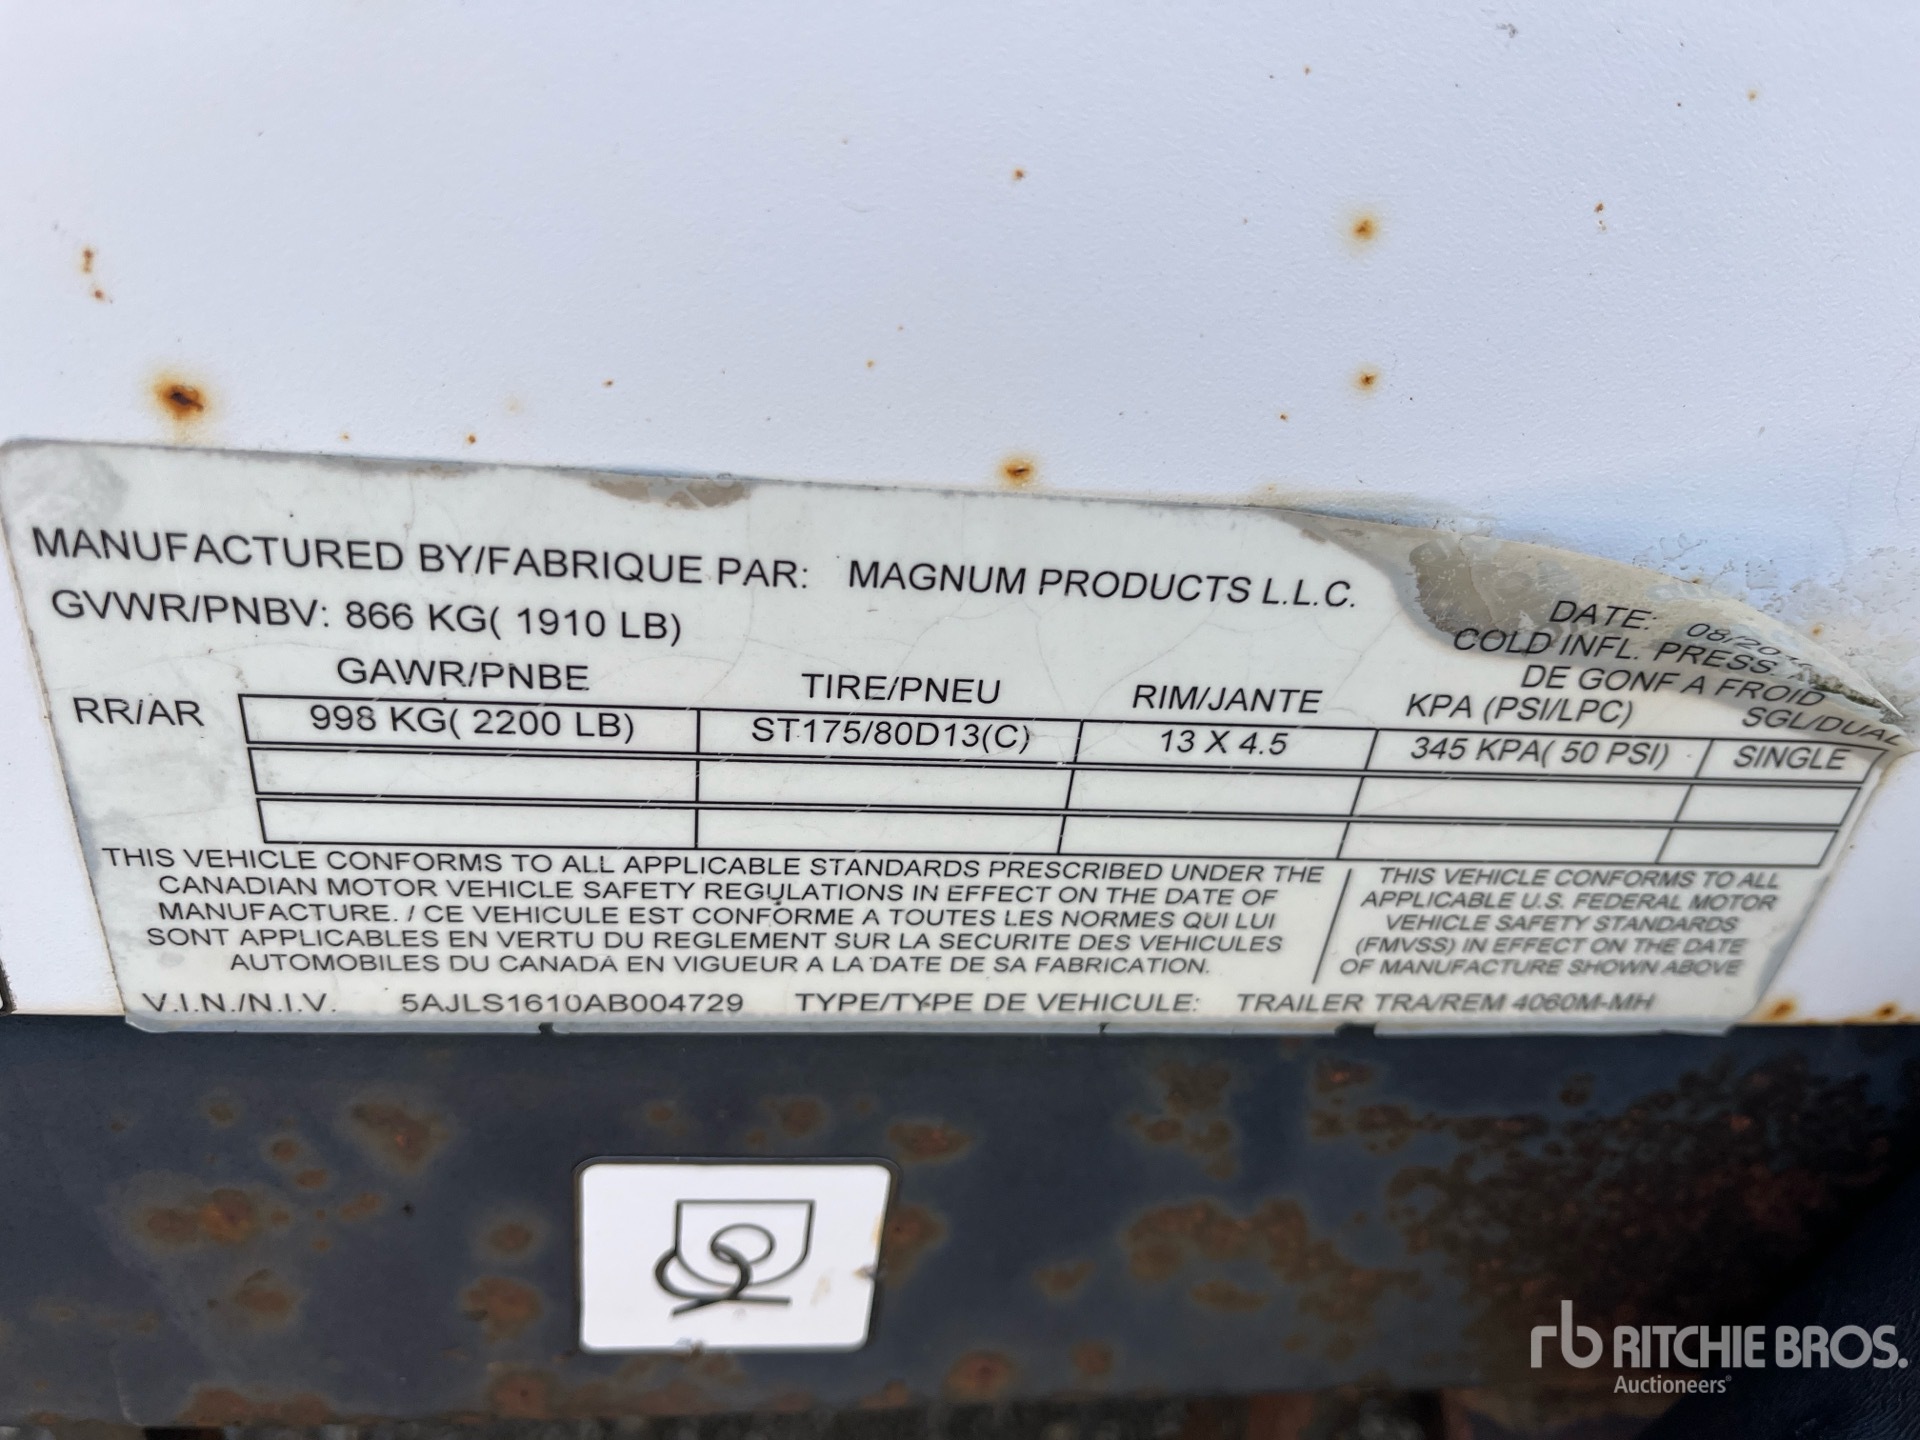 MANUFACTURED BY/FABRIQUE PAR: MAGNUM PRODUCTS L.L.C.
GVWR/PNBV: 866 KG( 1910 LB)
DATE:
COLD INFL. PRESS.
DE GONF A FROID
GAWR/PNBE TIRE/PNEU RIM/JANTE KPA (PSI/LPC) SGL/DUAL
RR/AR 998 KG( 2200 LB) ST175/80D13(C) 13 X 4.5 345 KPA( 50 PSI) SINGLE
THIS VEHICLE CONFORMS TO ALL APPLICABLE STANDARDS PRESCRIBED UNDER THE
CANADIAN MOTOR VEHICLE SAFETY REGULATIONS IN EFFECT ON THE DATE OF
MANUFACTURE. / CE VEHICULE EST CONFORME A TOUTES LES NORMES QUI LUI
SONT APPLICABLES EN VERTU DU REGLEMENT SUR LA SECURITE DES VEHICULES
AUTOMOBILES DU CANADA EN VIGUEUR A LA DATE DE SA FABRICATION.
THIS VEHICLE CONFORMS TO ALL
APPLICABLE U.S. FEDERAL MOTOR
VEHICLE SAFETY STANDARDS
(FMVSS) IN EFFECT ON THE DATE
OF MANUFACTURE SHOWN ABOVE
V.I.N./N.I.V. 5AJLS1610AB004729 TYPE/TYPE DE VEHICULE: TRAILER TRA/REM 4060M-MH
rb RITCHIE BROS.
Auctioneers